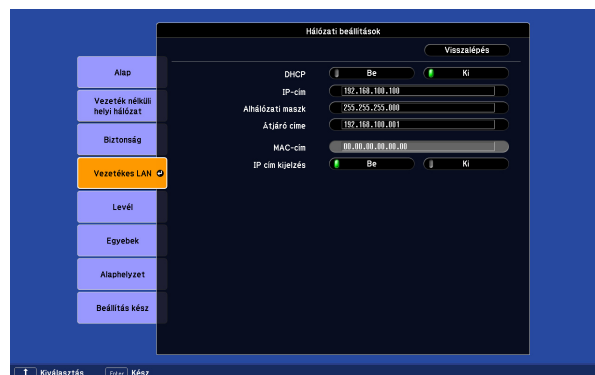 Hálózati beállítások
Visszalépés
Alap
Vezeték nélküli
helyi hálózat
Biztonság
Vezetékes LAN
Levél
Egyebek
Alaphelyzet
Beállítás kész
DHCP Be Ki
IP-cím 192.168.100.100
Alhálózati maszk 255.255.255.000
Átjáró címe 192.168.100.001
MAC-cím 00.00.00.00.00.00
IP cím kijelzés Be Ki
Kiválasztás Enter Kész